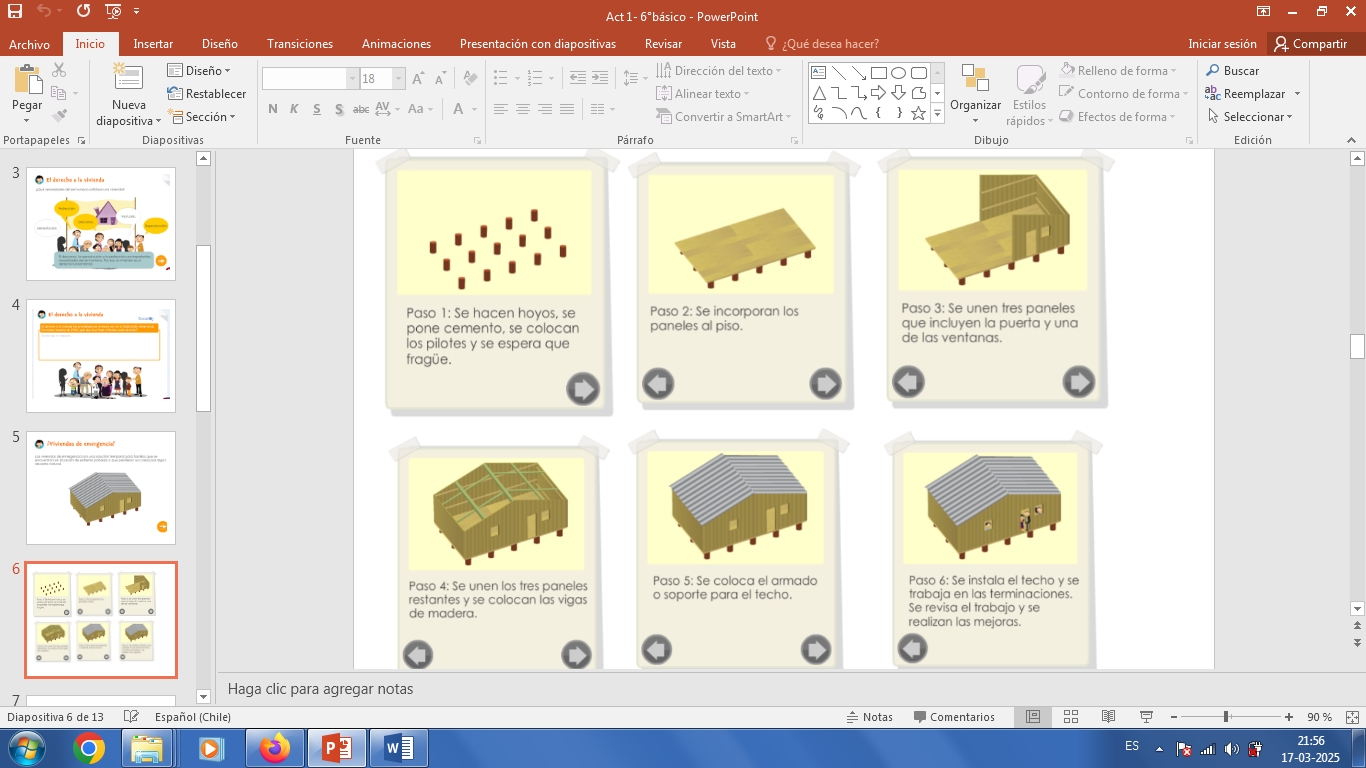 Act 1- 6°básico - PowerPoint
Archivo
Inicio
Insertar
Diseño
Transiciones
Animaciones
Presentación con diapositivas
Revisar
Vista
¿Qué desea hacer?
Iniciar sesión
Compartir
Pegar
Nueva
diapositiva
Diseño
Restablecer
Sección
18
N K S S abc AV Aa A
Dirección del texto
Alinear texto
Convertir a SmartArt
Organizar
Estilos
rápidos
Relleno de forma
Contorno de forma
Efectos de forma
Buscar
Reemplazar
Seleccionar
Portapapeles
Diapositivas
Fuente
Párrafo
Dibujo
Edición
3
El derecho a la vivienda
4
El derecho a la vivienda
5
¿Viviendas de emergencia?
6
7
Paso 1: Se hacen hoyos, se
pone cemento, se colocan
los pilotes y se espera que
fragüe.
Paso 2: Se incorporan los
paneles al piso.
Paso 3: Se unen tres paneles
que incluyen la puerta y una
de las ventanas.
Paso 4: Se unen los tres paneles
restantes y se colocan las vigas
de madera.
Paso 5: Se coloca el armado
o soporte para el techo.
Paso 6: Se instala el techo y se
trabaja en las terminaciones.
Se revisa el trabajo y se
realizan las mejoras.
Haga clic para agregar notas
Diapositiva 6 de 13
Español (Chile)
Notas
Comentarios
90 %
ES
21:56
17-03-2025